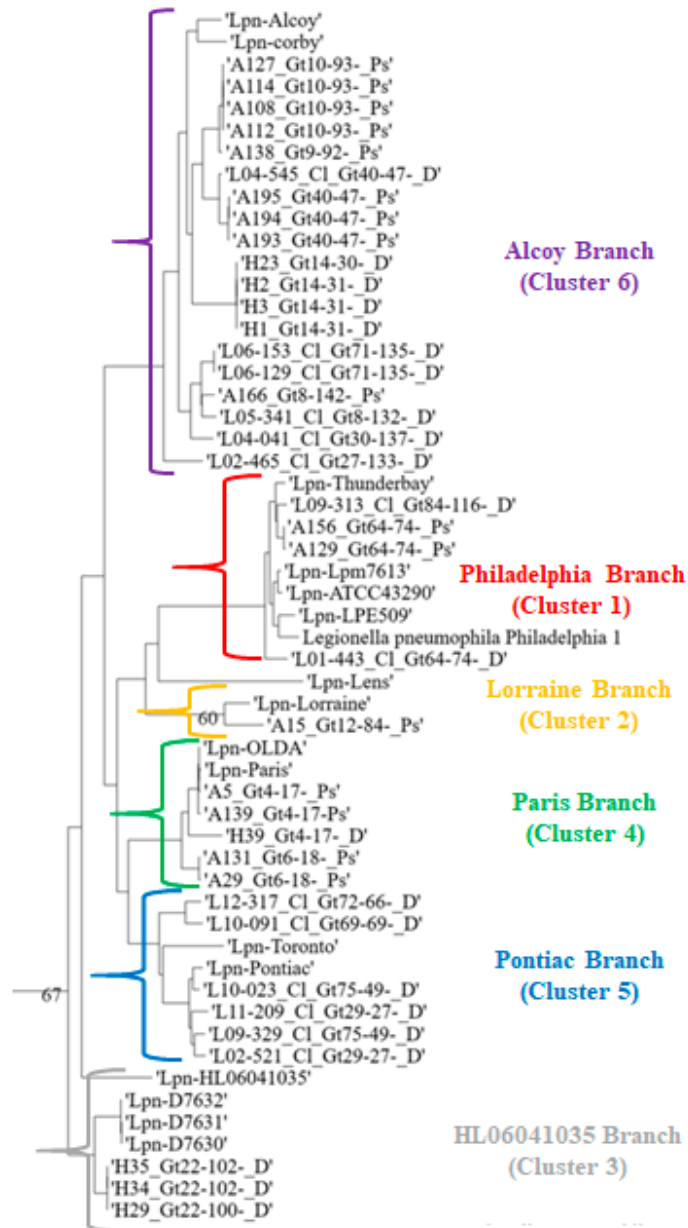 'Lpn-Alcoy'
'Lpn-corby'
'A127_Gt10-93-_Ps'
'A114_Gt10-93-_Ps'
'A108_Gt10-93-_Ps'
'A112_Gt10-93-_Ps'
'A138_Gt9-92-_Ps'
'L04-545_Cl_Gt40-47-_D'
'A195_Gt40-47-_Ps'
'A194_Gt40-47-_Ps'
'A193_Gt40-47-_Ps'
'H23_Gt14-30-_D'
'H2_Gt14-31-_D'
'H3_Gt14-31-_D'
'H1_Gt14-31-_D'
'L06-153_Cl_Gt71-135-_D'
'L06-129_Cl_Gt71-135-_D'
'A166_Gt8-142-_Ps'
'L05-341_Cl_Gt8-132-_D'
'L04-041_Cl_Gt30-137-_D'
'L02-465_Cl_Gt27-133-_D'
Alcoy Branch
(Cluster 6)
'Lpn-Thunderbay'
'L09-313_Cl_Gt84-116-_D'
'A156_Gt64-74-_Ps'
'A129_Gt64-74-_Ps'
'Lpn-Lpm7613'
'Lpn-ATCC43290'
'Lpn-LPE509'
Legionella pneumophila Philadelphia 1
'L01-443_Cl_Gt64-74-_D'
Philadelphia Branch
(Cluster 1)
'Lpn-Lens'
'Lpn-Lorraine'
60
'A15_Gt12-84-_Ps'
Lorraine Branch
(Cluster 2)
'Lpn-OLDA'
'Lpn-Paris'
'A5_Gt4-17-_Ps'
'A139_Gt4-17-Ps'
'H39_Gt4-17-_D'
'A131_Gt6-18-_Ps'
'A29_Gt6-18-_Ps'
Paris Branch
(Cluster 4)
'L12-317_Cl_Gt72-66-_D'
'L10-091_Cl_Gt69-69-_D'
'Lpn-Toronto'
'Lpn-Pontiac'
'L10-023_Cl_Gt75-49-_D'
'L11-209_Cl_Gt29-27-_D'
'L09-329_Cl_Gt75-49-_D'
'L02-521_Cl_Gt29-27-_D'
Pontiac Branch
(Cluster 5)
67
'Lpn-HL06041035'
'Lpn-D7632'
'Lpn-D7631'
'Lpn-D7630'
'H35_Gt22-102-_D'
'H34_Gt22-102-_D'
'H29_Gt22-100-_D'
HL06041035 Branch
(Cluster 3)